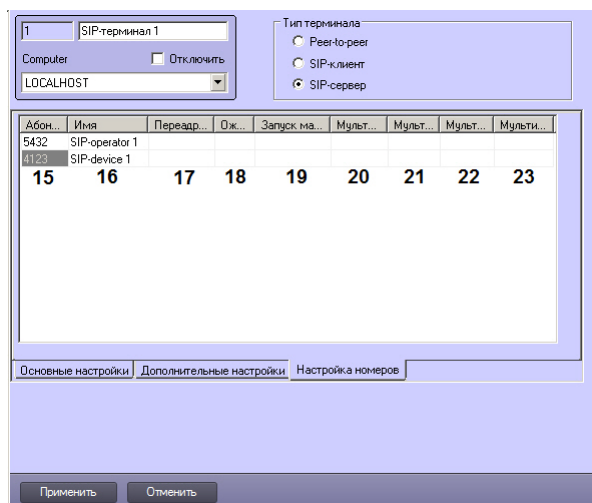 1 SIP-терминал 1
Computer Отключить
LOCALHOST
Тип терминала
Peer-to-peer
SIP-клиент
SIP-сервер
Абон... Имя Переадр... Ож... Запуск ма... Мульт... Мульт... Мульт... Мульти...
5432 SIP-operator 1
4123 SIP-device 1
15 16 17 18 19 20 21 22 23
Основные настройки Дополнительные настройки Настройка номеров
Применить Отменить